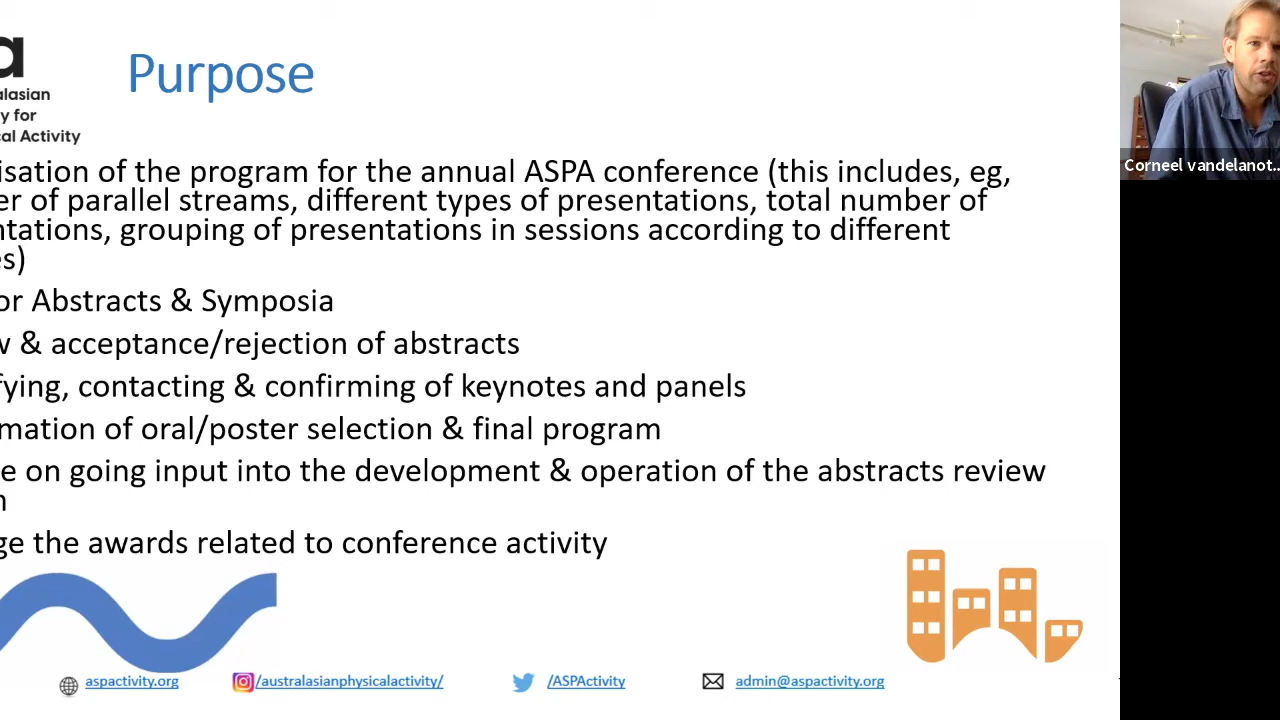 a
Purpose
alasian
y for
cal Activity
isation of the program for the annual ASPA conference (this includes, eg,
er of parallel streams, different types of presentations, total number of
ntations, grouping of presentations in sessions according to different
es)
or Abstracts & Symposia
w & acceptance/rejection of abstracts
fying, contacting & confirming of keynotes and panels
mation of oral/poster selection & final program
e on going input into the development & operation of the abstracts review
n
ge the awards related to conference activity
aspactivity.org
/australasianphysicalactivity/
/ASPActivity
admin@aspactivity.org
Corneel vandelanot..